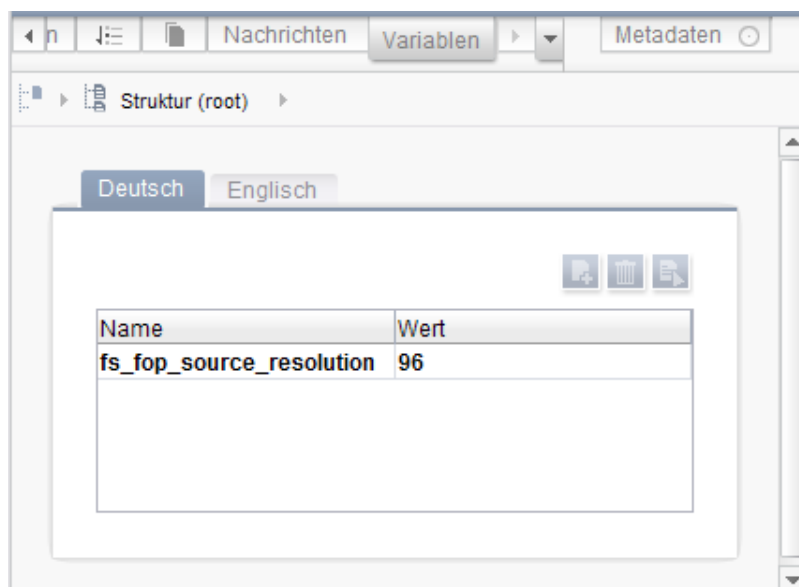 n Nachrichten Variablen Metadaten
Struktur (root)
Deutsch Englisch
Name Wert
fs_fop_source_resolution 96